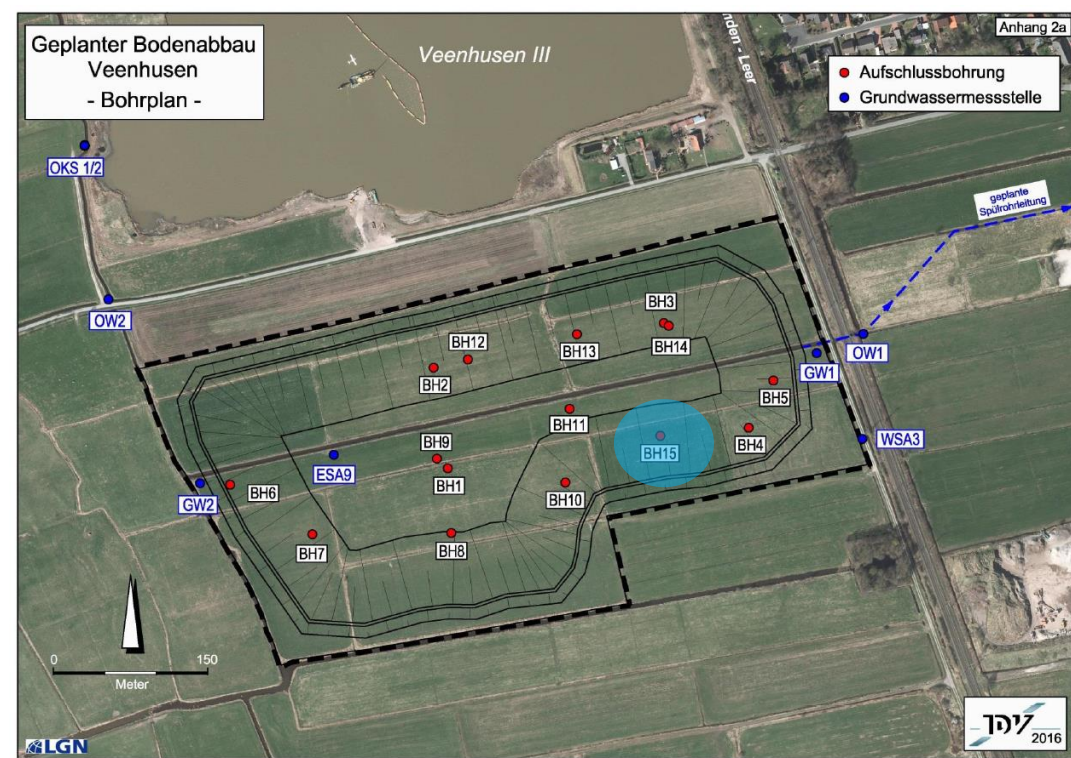 Geplanter Bodenabbau
Veenhusen
- Bohrplan -
Veenhusen III
nden - Leer
Anhang 2a
Aufschlussbohrung
Grundwassermessstelle
OKS 1/2
geplante
Spülrohrleitung
OW2
BH3
BH12
BH13
BH14
OW1
GW1
BH2
BH5
BH11
BH9
BH4
WSA3
BH15
ESA9
BH1
BH6
GW2
BH10
BH7
BH8
0
150
Meter
LGN
2016